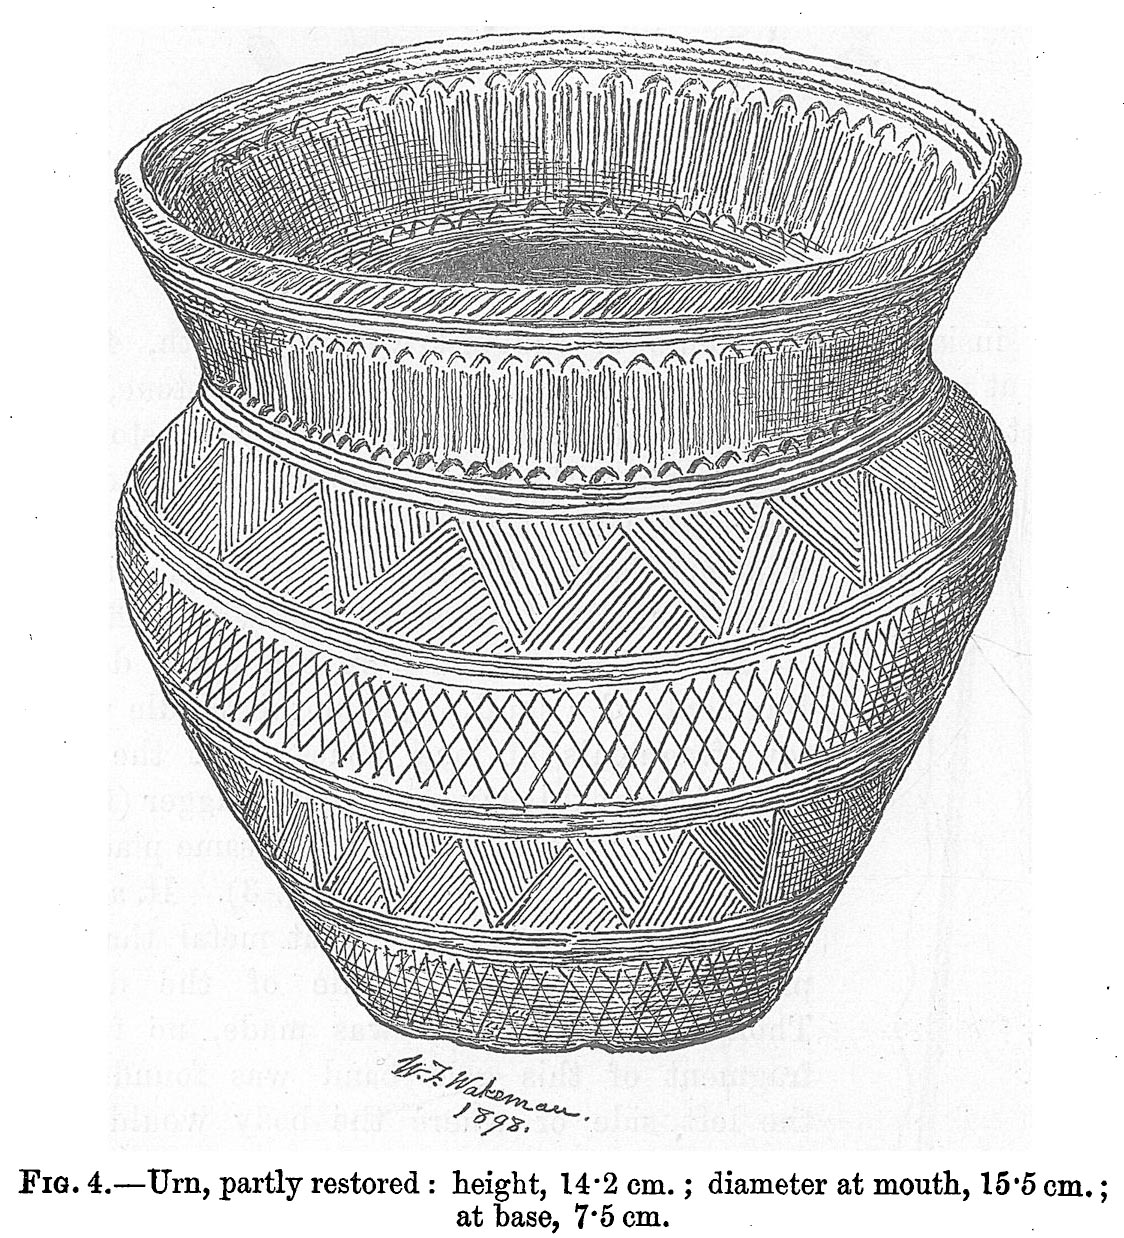 W. F. Wakeman.
1898.
FIG. 4.—Urn, partly restored : height, 14·2 cm. ; diameter at mouth, 15·5 cm. ;
at base, 7·5 cm.